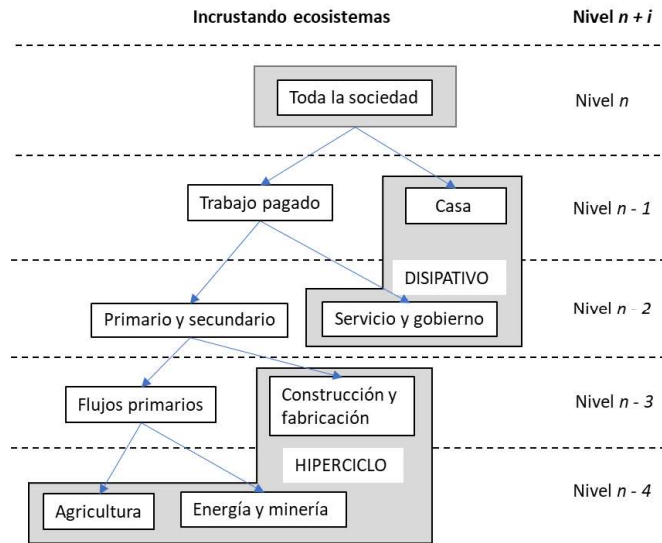 Incrustando ecosistemas
Nivel n + i
Toda la sociedad
Nivel n
Trabajo pagado
Casa
Nivel n - 1
DISIPATIVO
Primario y secundario
Servicio y gobierno
Nivel n - 2
Flujos primarios
Construcción y
fabricación
Nivel n - 3
HIPERCICLO
Agricultura
Energía y minería
Nivel n - 4